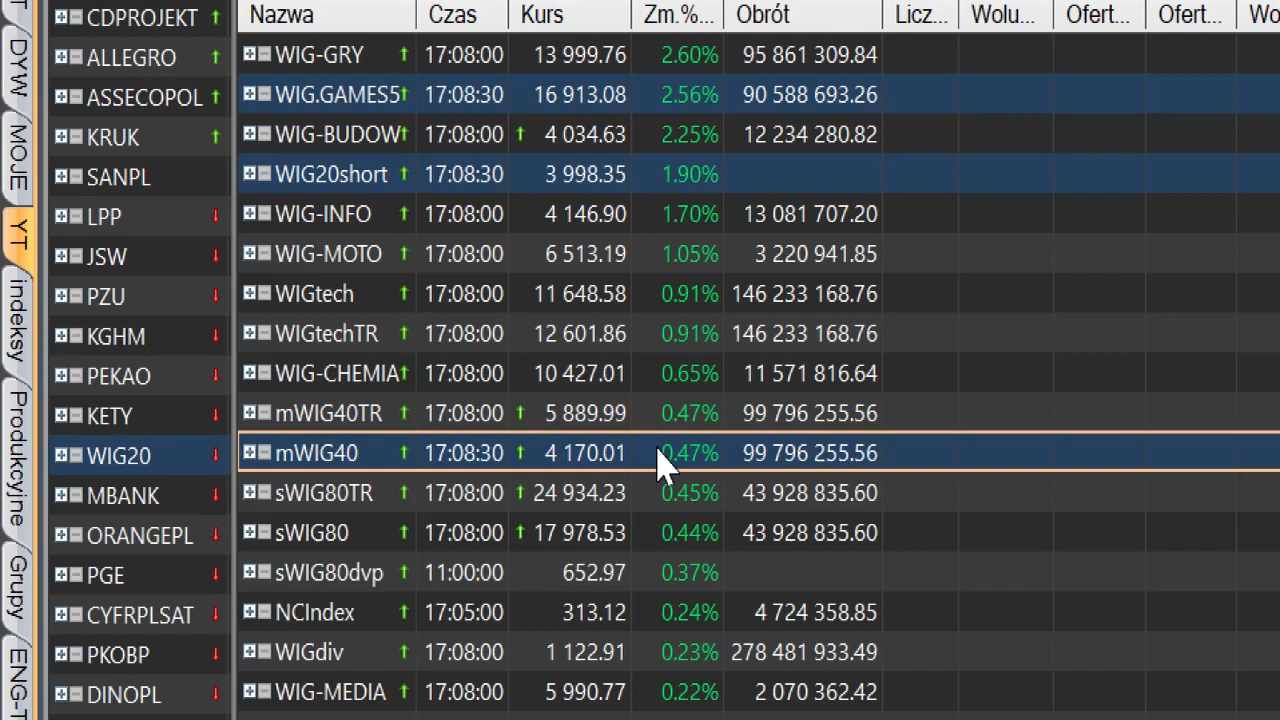 DYW
MOJE
YT
indeksy
Produkcyjne
Grupy
CDPROJEKT
ALLEGRO
ASSECOPOL
KRUK
SANPL
LPP
JSW
PZU
KGHM
PEKAO
KETY
WIG20
MBANK
ORANGEPL
PGE
CYFRPLSAT
PKOBP
DINOPL
Nazwa Czas Kurs Zm.%... Obrót Licz... Wolu... Ofert... Ofert...
WIG-GRY 17:08:00 13 999.76 2.60% 95 861 309.84
WIG.GAMES5 17:08:30 16 913.08 2.56% 90 588 693.26
WIG-BUDOW 17:08:00 4 034.63 2.25% 12 234 280.82
WIG20short 17:08:30 3 998.35 1.90%
WIG-INFO 17:08:00 4 146.90 1.70% 13 081 707.20
WIG-MOTO 17:08:00 6 513.19 1.05% 3 220 941.85
WIGtech 17:08:00 11 648.58 0.91% 146 233 168.76
WIGtechTR 17:08:00 12 601.86 0.91% 146 233 168.76
WIG-CHEMIA 17:08:00 10 427.01 0.65% 11 571 816.64
mWIG40TR 17:08:00 5 889.99 0.47% 99 796 255.56
mWIG40 17:08:30 4 170.01 0.47% 99 796 255.56
sWIG80TR 17:08:00 24 934.23 0.45% 43 928 835.60
sWIG80 17:08:00 17 978.53 0.44% 43 928 835.60
sWIG80dvp 11:00:00 652.97 0.37%
NCIndex 17:05:00 313.12 0.24% 4 724 358.85
WIGdiv 17:08:00 1 122.91 0.23% 278 481 933.49
WIG-MEDIA 17:08:00 5 990.77 0.22% 2 070 362.42